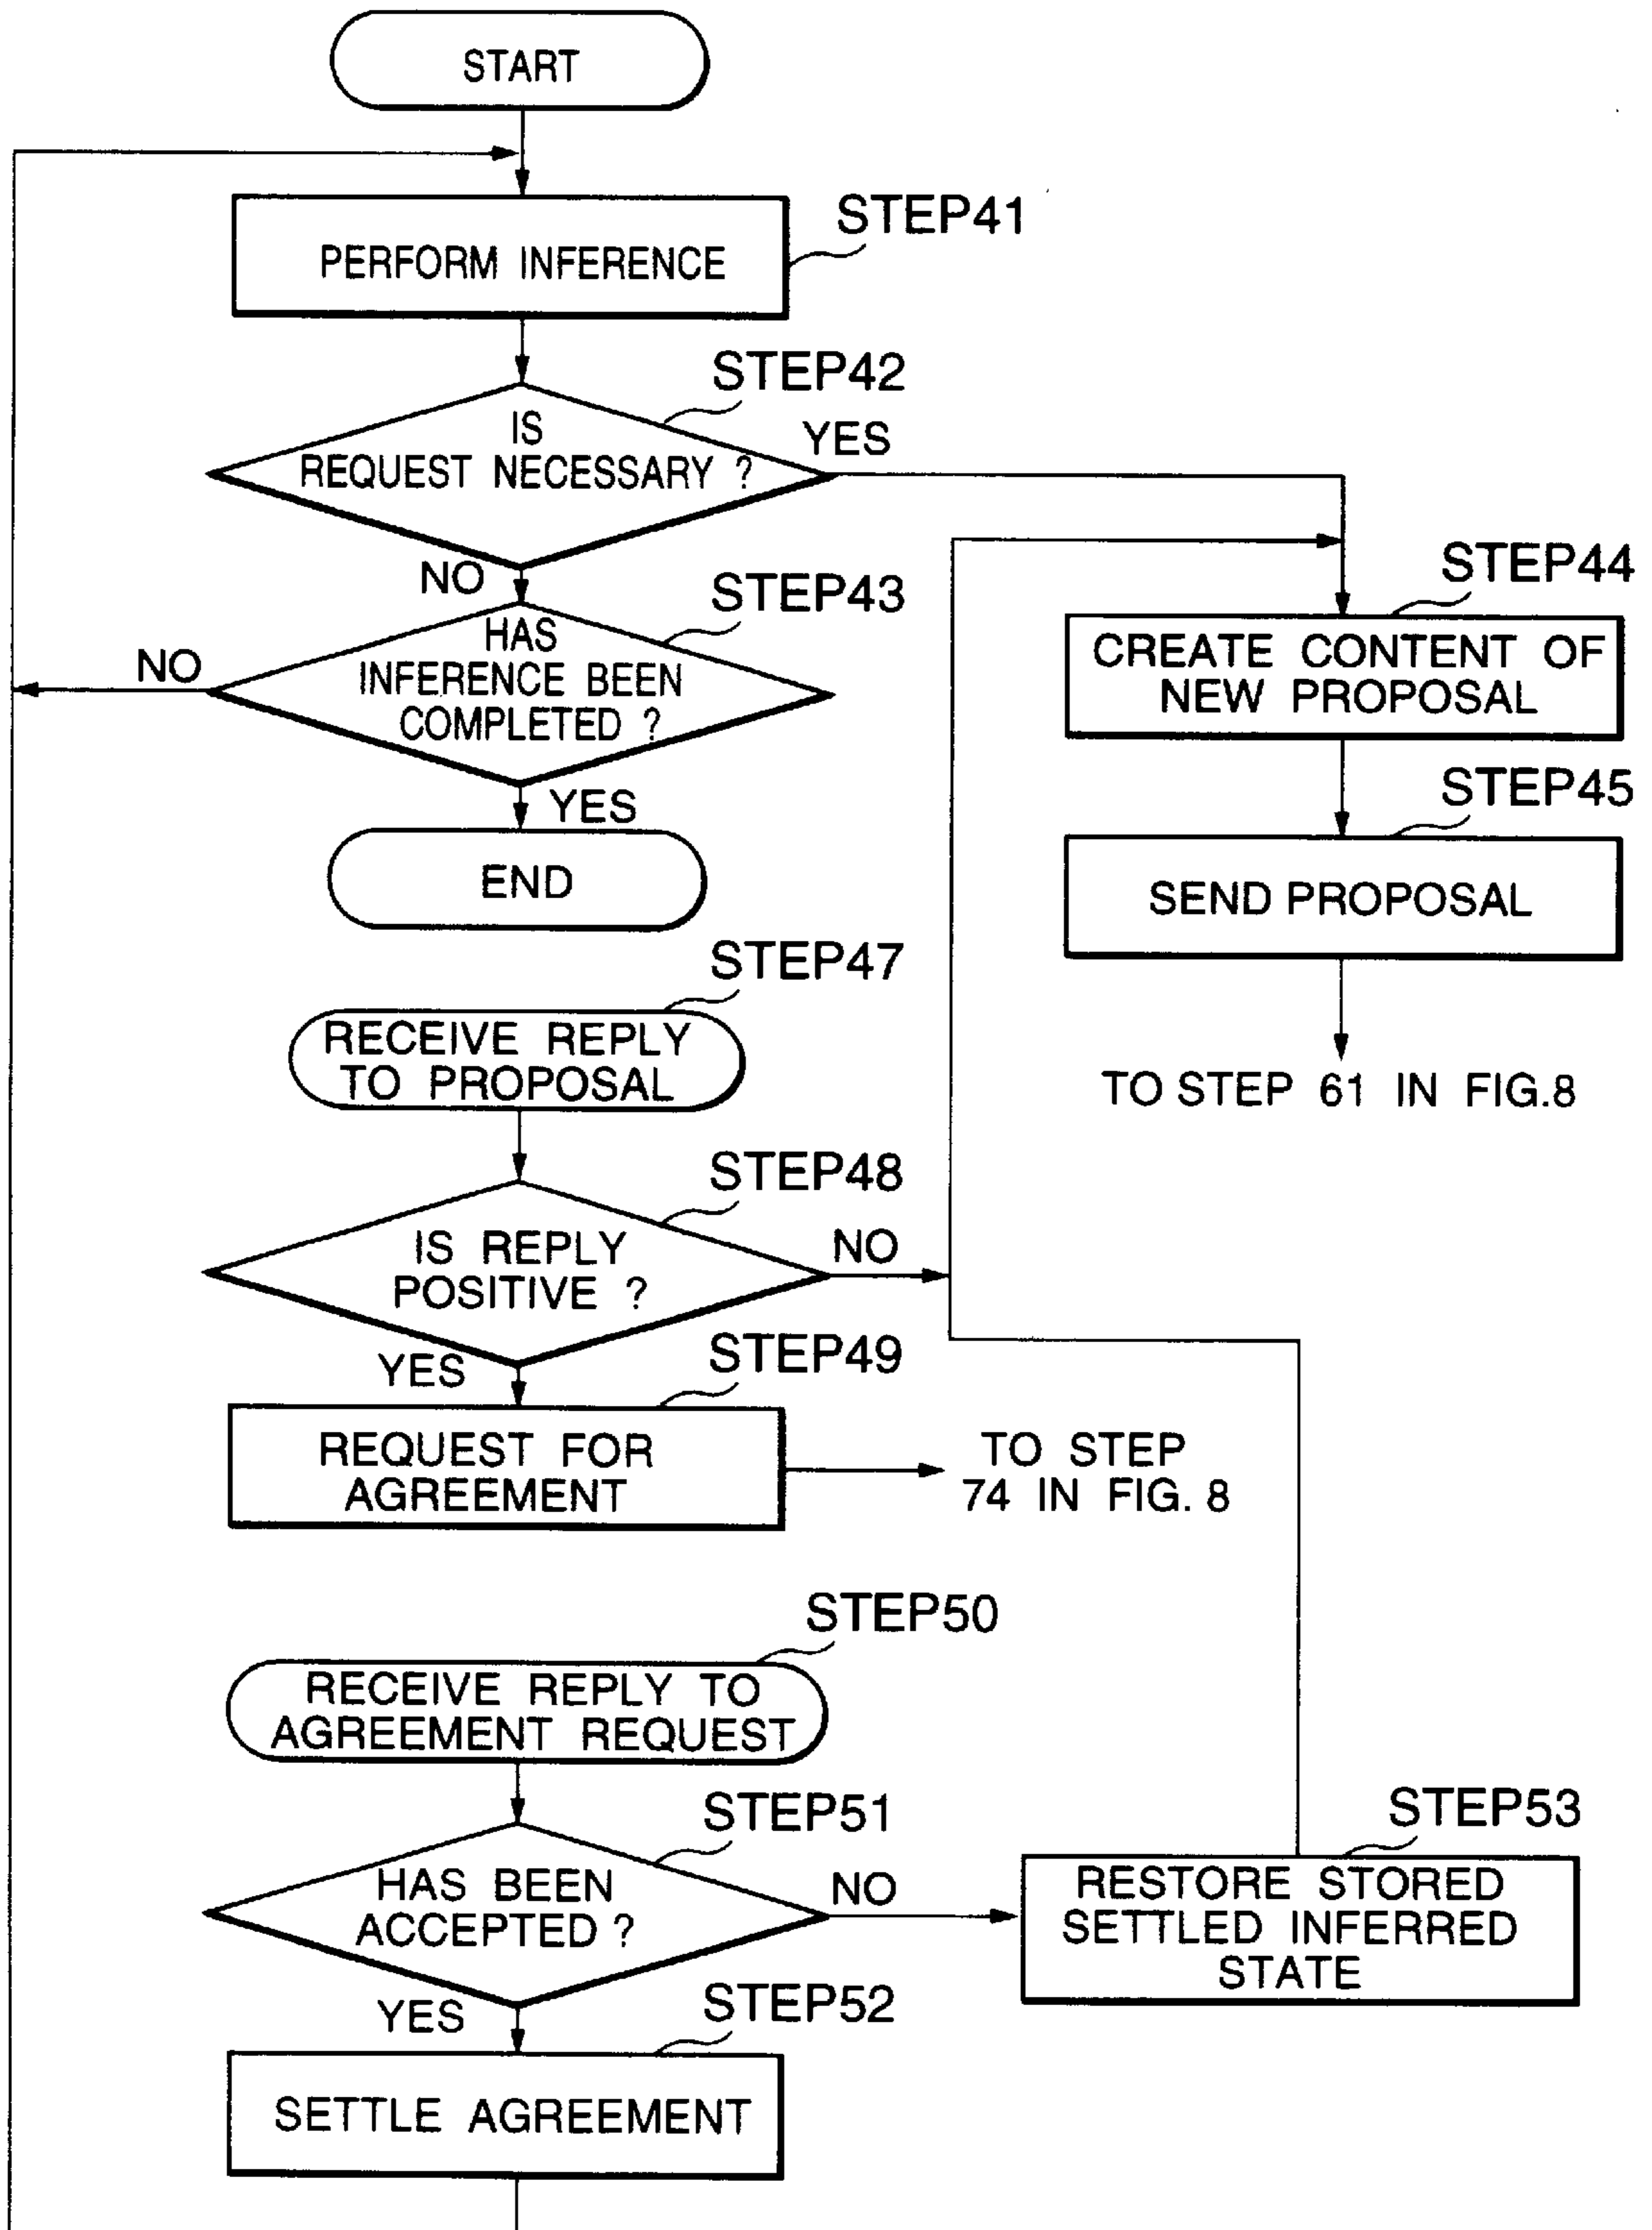 START
STEP41
PERFORM INFERENCE
STEP42
IS
REQUEST NECESSARY ?
YES
NO
STEP43
HAS
INFERENCE BEEN
COMPLETED ?
NO
YES
END
STEP44
CREATE CONTENT OF
NEW PROPOSAL
STEP45
SEND PROPOSAL
TO STEP 61 IN FIG.8
STEP47
RECEIVE REPLY
TO PROPOSAL
STEP48
IS REPLY
POSITIVE ?
NO
YES
STEP49
REQUEST FOR
AGREEMENT
TO STEP
74 IN FIG. 8
STEP50
RECEIVE REPLY TO
AGREEMENT REQUEST
STEP51
HAS BEEN
ACCEPTED ?
NO
STEP53
RESTORE STORED
SETTLED INFERRED
STATE
YES
STEP52
SETTLE AGREEMENT